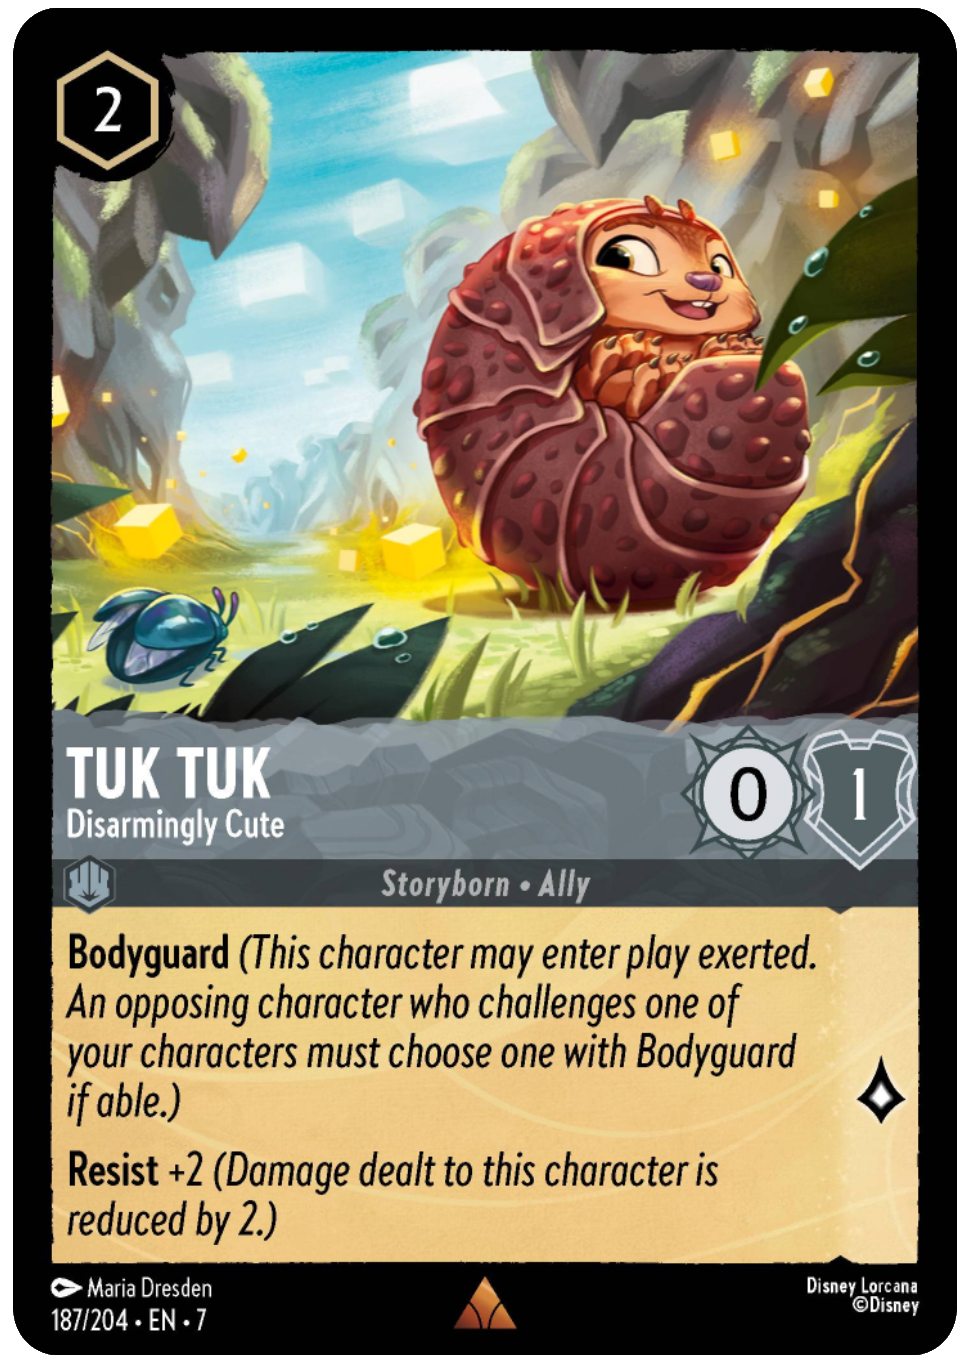 2
TUK TUK
Disarmingly Cute
0
1
Storyborn • Ally
Bodyguard (This character may enter play exerted.
An opposing character who challenges one of
your characters must choose one with Bodyguard
if able.)
Resist +2 (Damage dealt to this character is
reduced by 2.)
Maria Dresden
187/204 • EN • 7
Disney Lorcana
©Disney